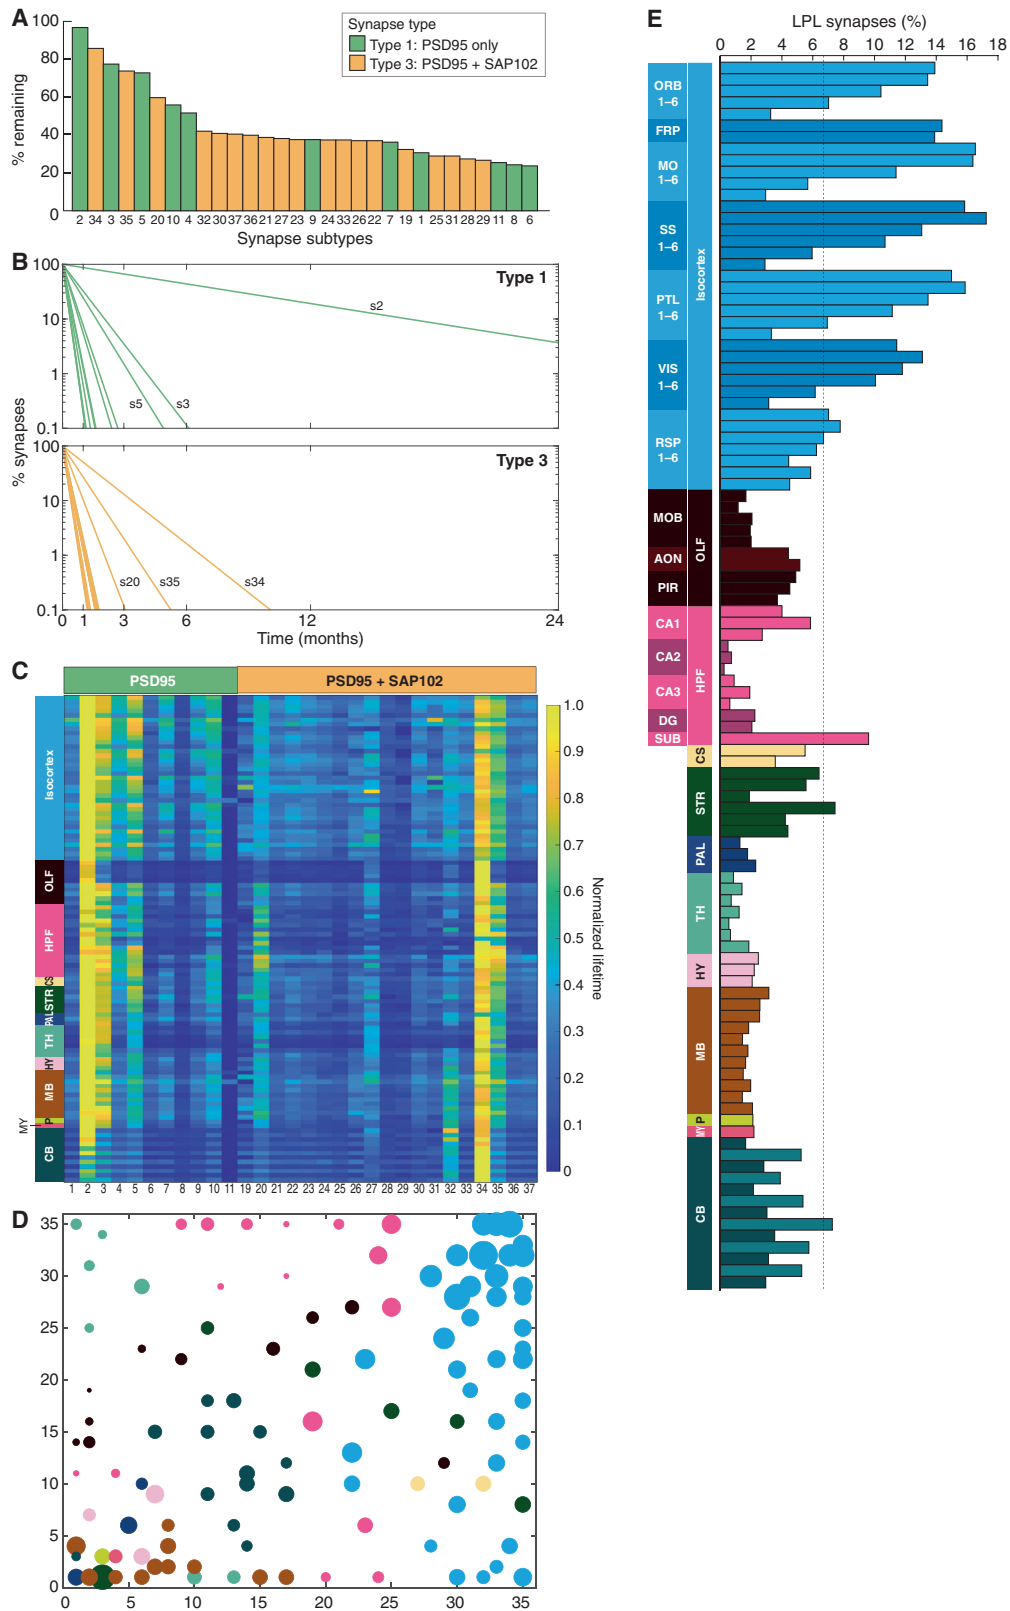 A
% remaining
100
80
60
40
20
0
Synapse type
Type 1: PSD95 only
Type 3: PSD95 + SAP102
2 34 3 35 5 20 10 4 32 30 37 36 21 27 23 9 24 33 26 22 7 19 1 25 31 28 29 11 8 6
Synapse subtypes
B
% synapses
100
10
1
0.1
Type 1
s2
s5
s3
100
10
1
0.1
Type 3
s20
s35
s34
0 1 3 6 12 24
Time (months)
C
PSD95
PSD95 + SAP102
Isocortex
OLF
HPF
CS
STR
PAL
TH
HY
MB
P
MY
CB
1 2 3 4 5 6 7 8 9 10 11 19 20 21 22 23 24 25 26 27 28 29 30 31 32 33 34 35 36 37
1.0
0.9
0.8
0.7
0.6
0.5
0.4
0.3
0.2
0.1
0
Normalized lifetime
D
35
30
25
20
15
10
5
0
0 5 10 15 20 25 30 35
E
LPL synapses (%)
0 2 4 6 8 10 12 14 16 18
ORB
1–6
FRP
MO
1–6
SS
1–6
PTL
1–6
VIS
1–6
RSP
1–6
Isocortex
MOB
AON
PIR
OLF
CA1
CA2
CA3
DG
SUB
HPF
CS
STR
PAL
TH
HY
MB
P
MY
CB